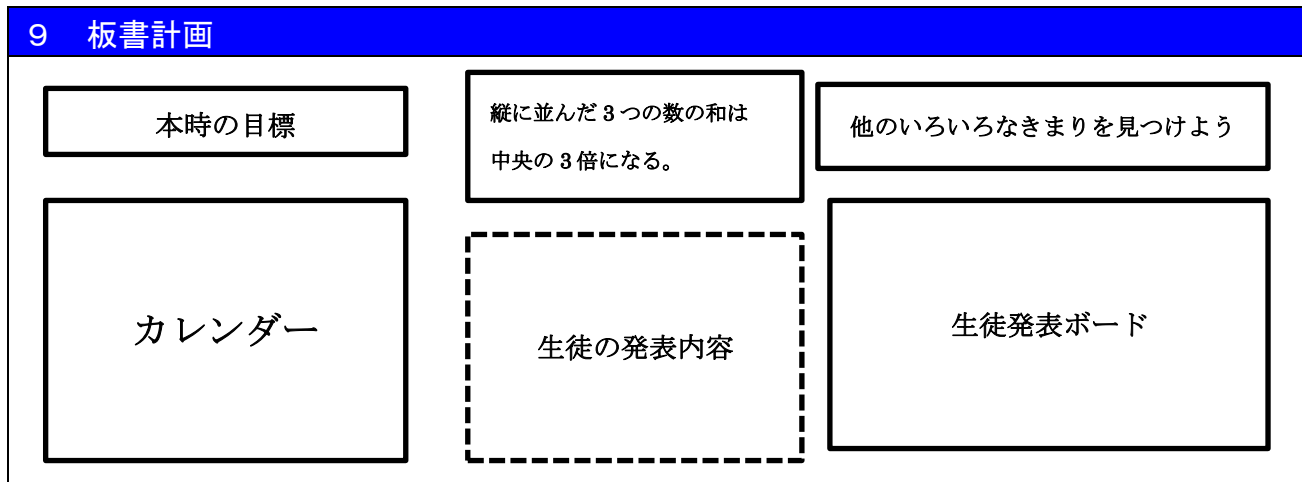 ９　板書計画
本時の目標
縦に並んだ 3 つの数の和は
中央の 3 倍になる。
他のいろいろなきまりを見つけよう
カレンダー
生徒の発表内容
生徒発表ボード